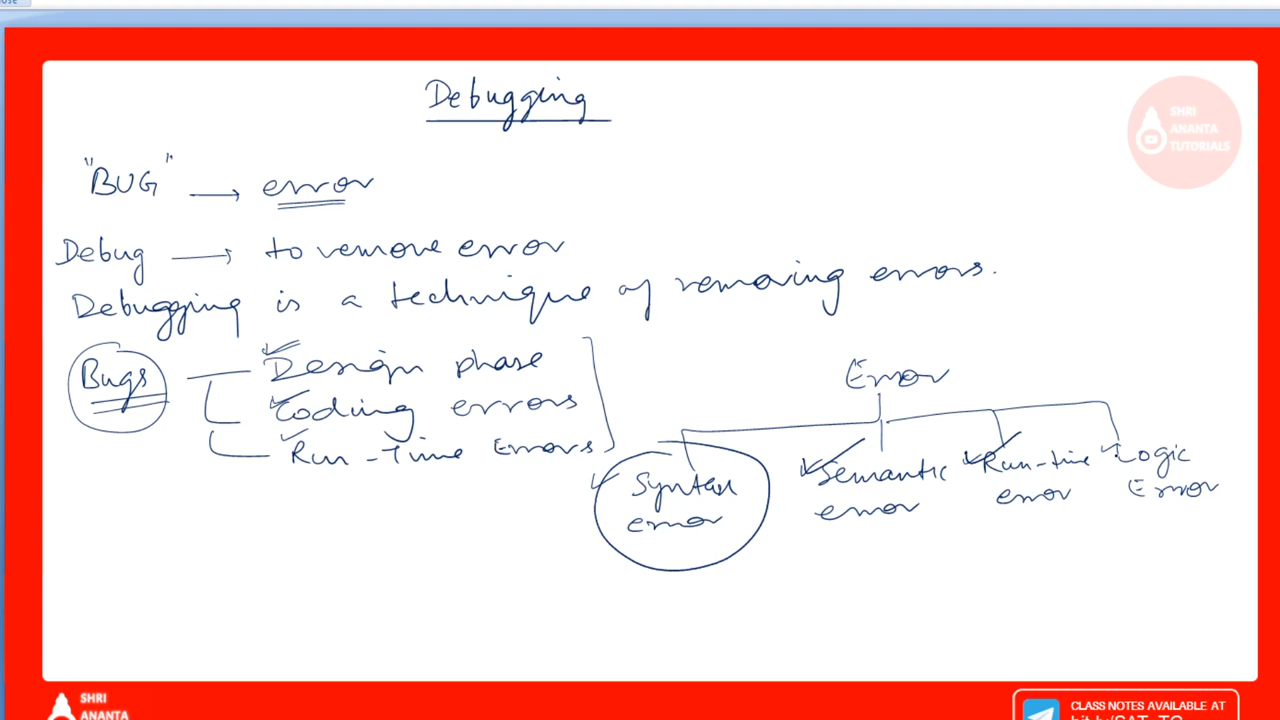 Debugging
SHRI
ANANTA
TUTORIALS
"BUG" → error
Debug → to remove error
Debugging is a technique of removing errors.
Bugs
Design phase
Coding errors
Run-Time Errors
Error
Syntax
error
Semantic
error
Run-time
error
Logic
Error
SHRI
ANANTA
CLASS NOTES AVAILABLE AT